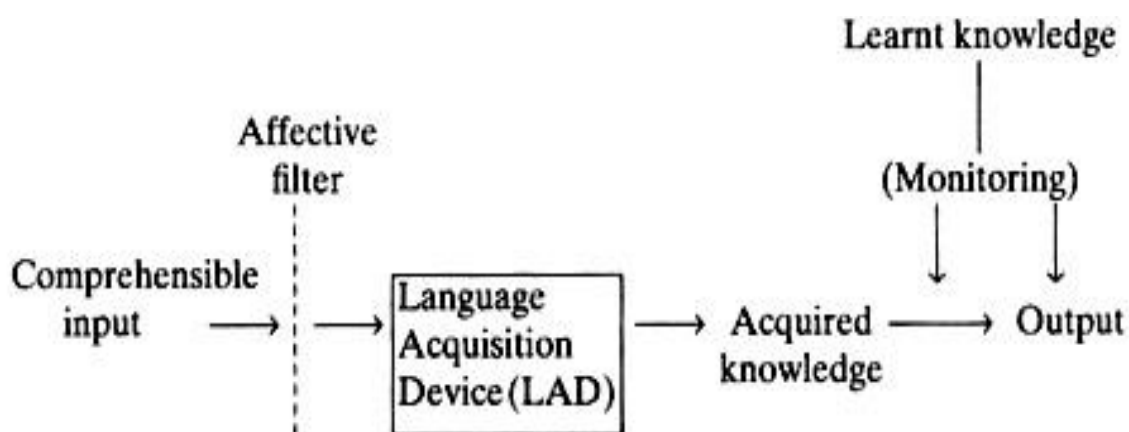 Learnt knowledge
Affective
filter
(Monitoring)
Comprehensible
input
Language
Acquisition
Device (LAD)
Acquired
knowledge
Output